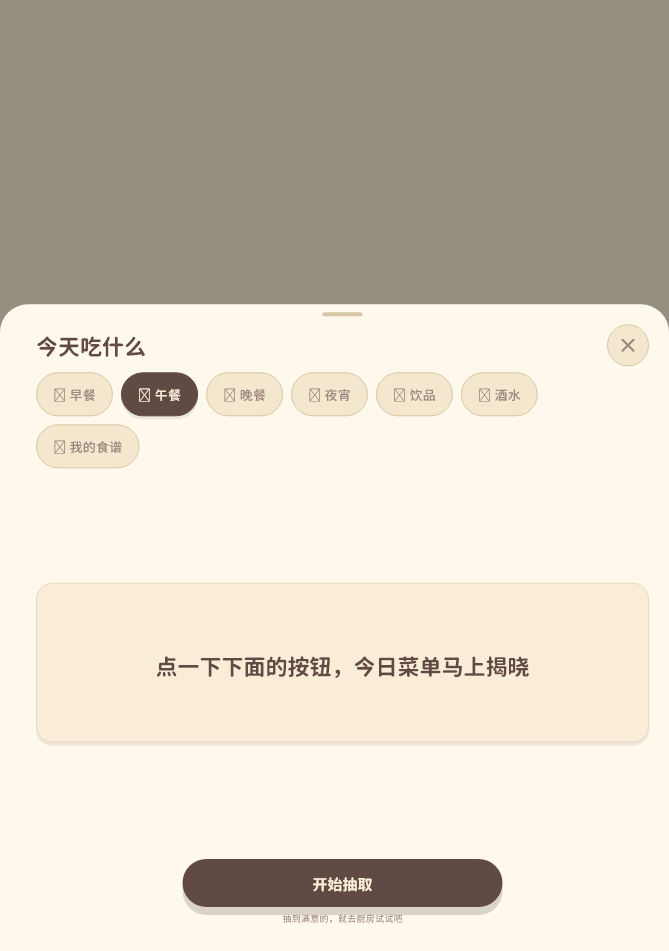 今天吃什么
早餐 午餐 晚餐 夜宵 饮品 酒水
我的食谱
点一下下面的按钮，今日菜单马上揭晓
开始抽取
抽到满意的，就去厨房试试吧